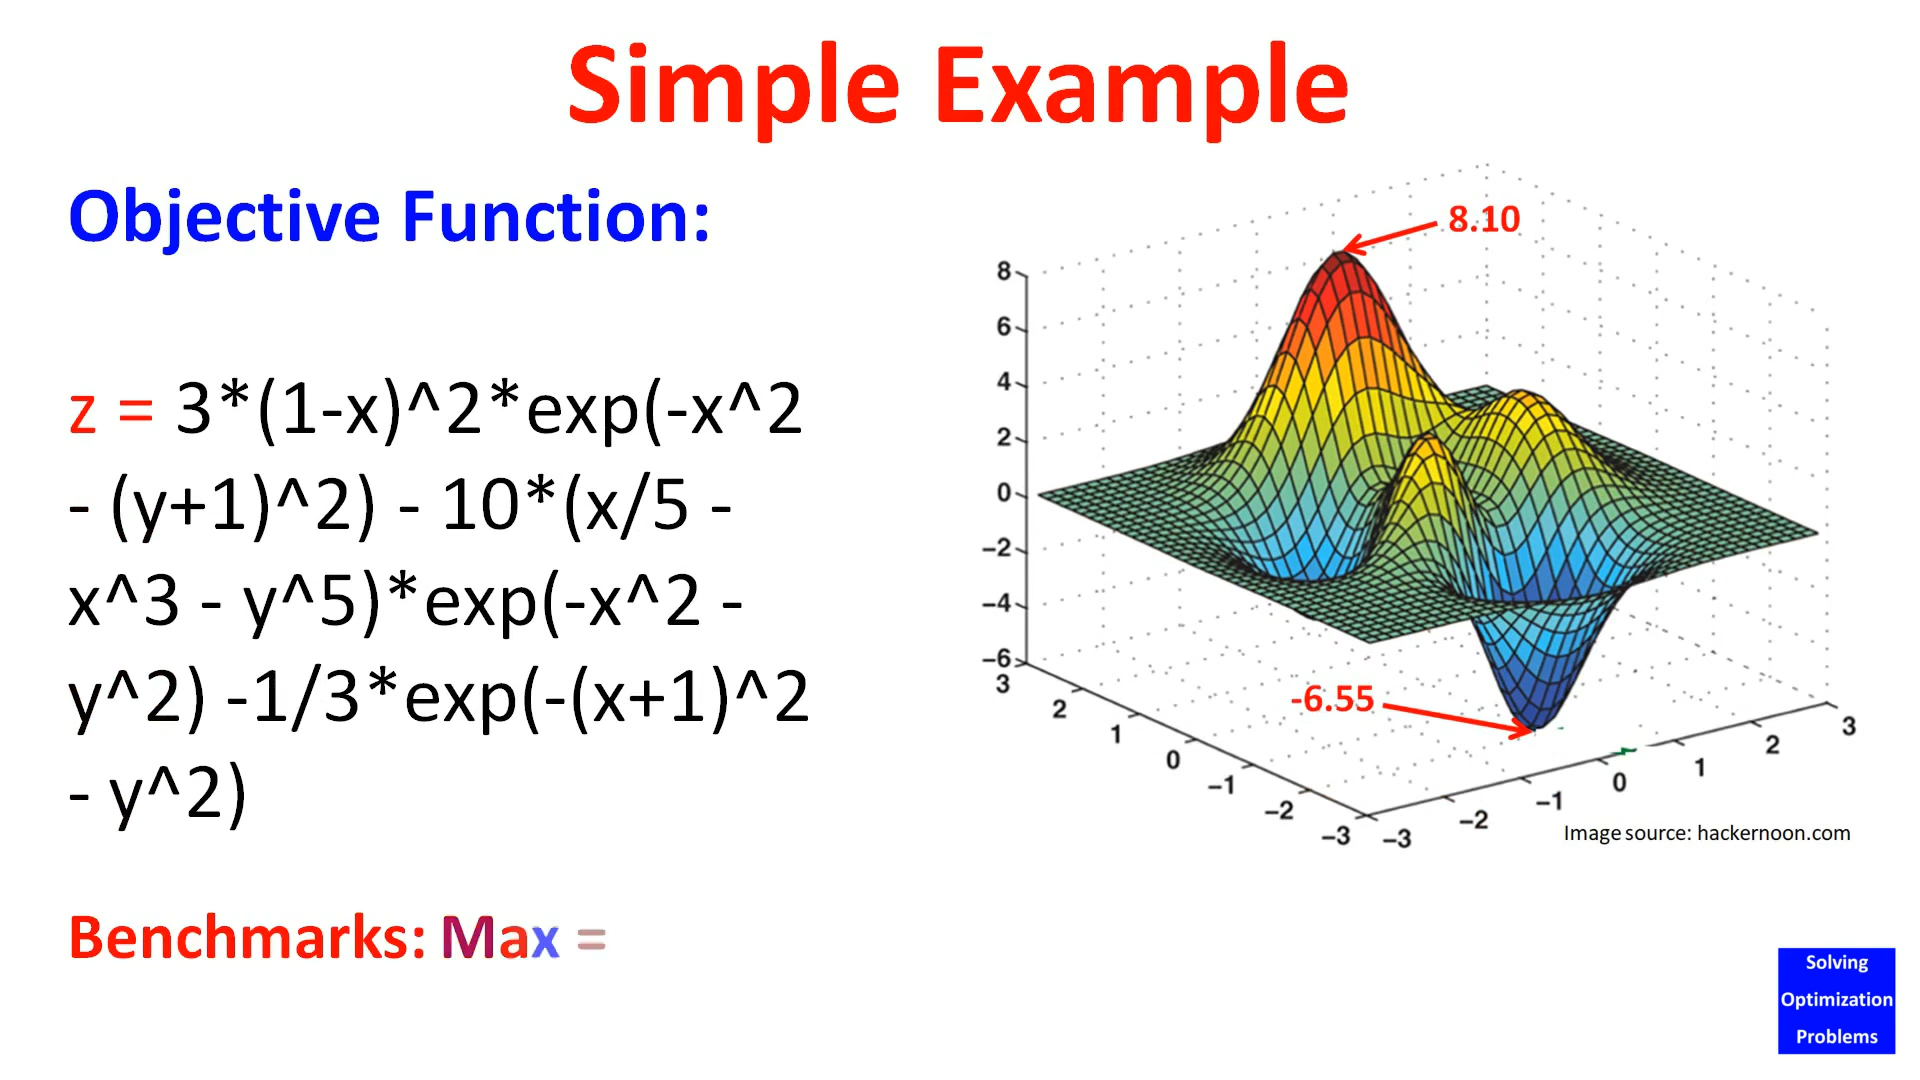 Simple Example
Objective Function:
z = 3*(1-x)^2*exp(-x^2
- (y+1)^2) - 10*(x/5 -
x^3 - y^5)*exp(-x^2 -
y^2) -1/3*exp(-(x+1)^2
- y^2)
Benchmarks: Max =
8.10
8
6
4
2
0
−2
−4
−6
-6.55
3
2
1
0
−1
−2
−3
−3
−2
−1
0
1
2
3
Image source: hackernoon.com
Solving
Optimization
Problems